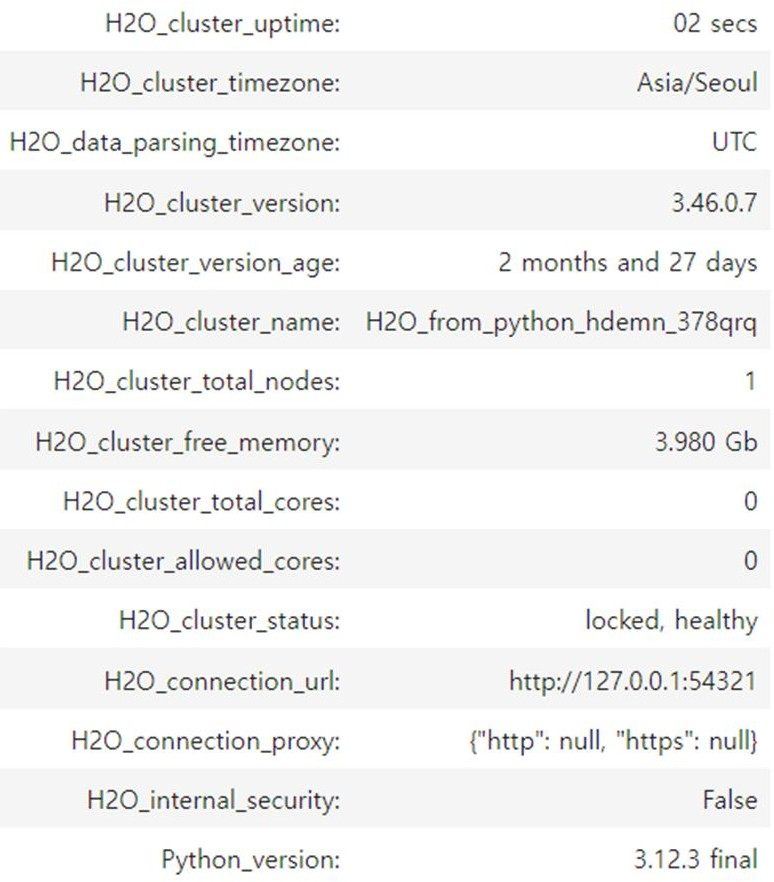 H2O_cluster_uptime: 02 secs
H2O_cluster_timezone: Asia/Seoul
H2O_data_parsing_timezone: UTC
H2O_cluster_version: 3.46.0.7
H2O_cluster_version_age: 2 months and 27 days
H2O_cluster_name: H2O_from_python_hdemn_378qrq
H2O_cluster_total_nodes: 1
H2O_cluster_free_memory: 3.980 Gb
H2O_cluster_total_cores: 0
H2O_cluster_allowed_cores: 0
H2O_cluster_status: locked, healthy
H2O_connection_url: http://127.0.0.1:54321
H2O_connection_proxy: {"http": null, "https": null}
H2O_internal_security: False
Python_version: 3.12.3 final